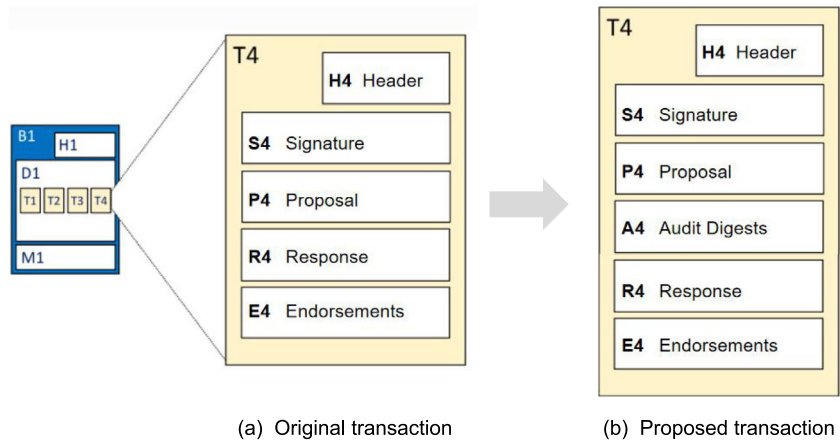 B1
H1
D1
T1 T2 T3 T4
M1
T4
H4 Header
S4 Signature
P4 Proposal
R4 Response
E4 Endorsements
(a) Original transaction
T4
H4 Header
S4 Signature
P4 Proposal
A4 Audit Digests
R4 Response
E4 Endorsements
(b) Proposed transaction